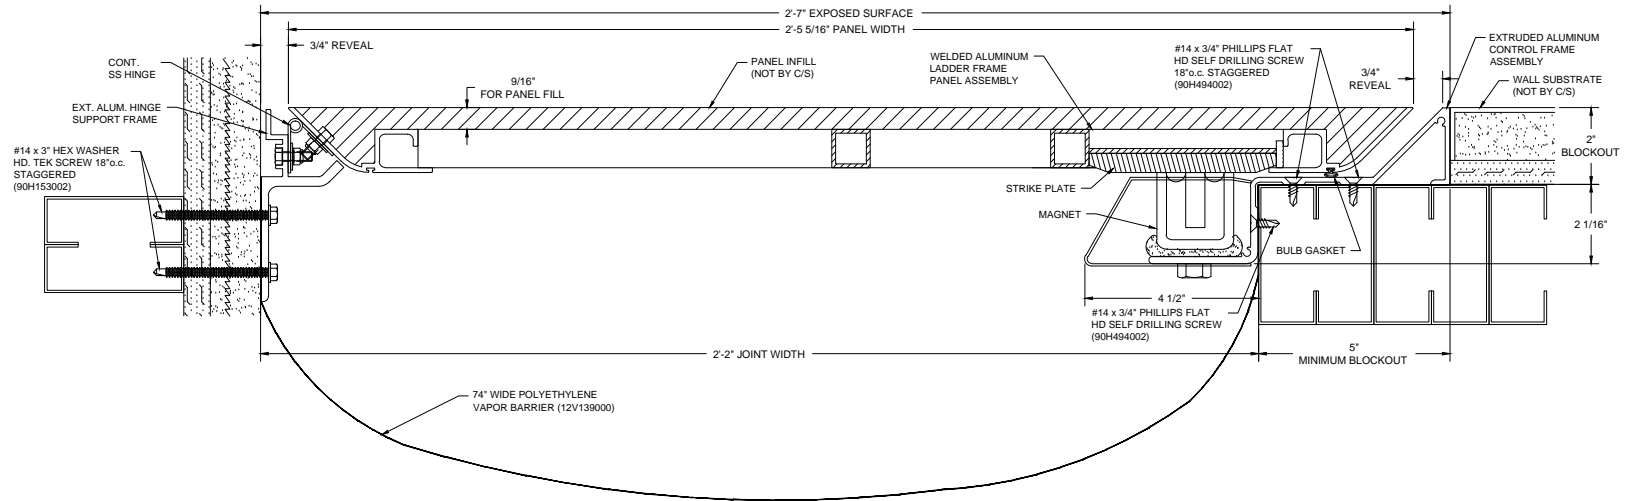 2'-7" EXPOSED SURFACE
2'-5 5/16" PANEL WIDTH
3/4" REVEAL
CONT.
SS HINGE
EXT. ALUM. HINGE
SUPPORT FRAME
#14 x 3" HEX WASHER
HD. TEK SCREW 18"o.c.
STAGGERED
(90H153002)
9/16"
FOR PANEL FILL
PANEL INFILL
(NOT BY C/S)
WELDED ALUMINUM
LADDER FRAME
PANEL ASSEMBLY
#14 x 3/4" PHILLIPS FLAT
HD SELF DRILLING SCREW
18"o.c. STAGGERED
(90H494002)
3/4"
REVEAL
EXTRUDED ALUMINUM
CONTROL FRAME
ASSEMBLY
WALL SUBSTRATE
(NOT BY C/S)
2"
BLOCKOUT
STRIKE PLATE
MAGNET
BULB GASKET
2 1/16"
4 1/2"
#14 x 3/4" PHILLIPS FLAT
HD SELF DRILLING SCREW
(90H494002)
2'-2" JOINT WIDTH
5"
MINIMUM BLOCKOUT
74" WIDE POLYETHYLENE
VAPOR BARRIER (12V139000)